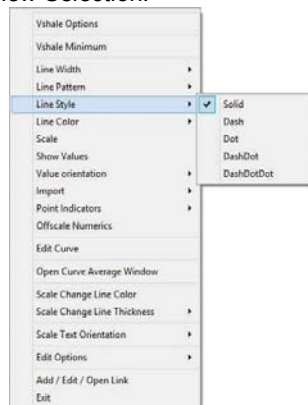 Vshale Options
Vshale Minimum
Line Width
Line Pattern
Line Style
Solid
Dash
Dot
DashDot
DashDotDot
Line Color
Scale
Show Values
Value orientation
Import
Point Indicators
Offscale Numerics
Edit Curve
Open Curve Average Window
Scale Change Line Color
Scale Change Line Thickness
Scale Text Orientation
Edit Options
Add / Edit / Open Link
Exit